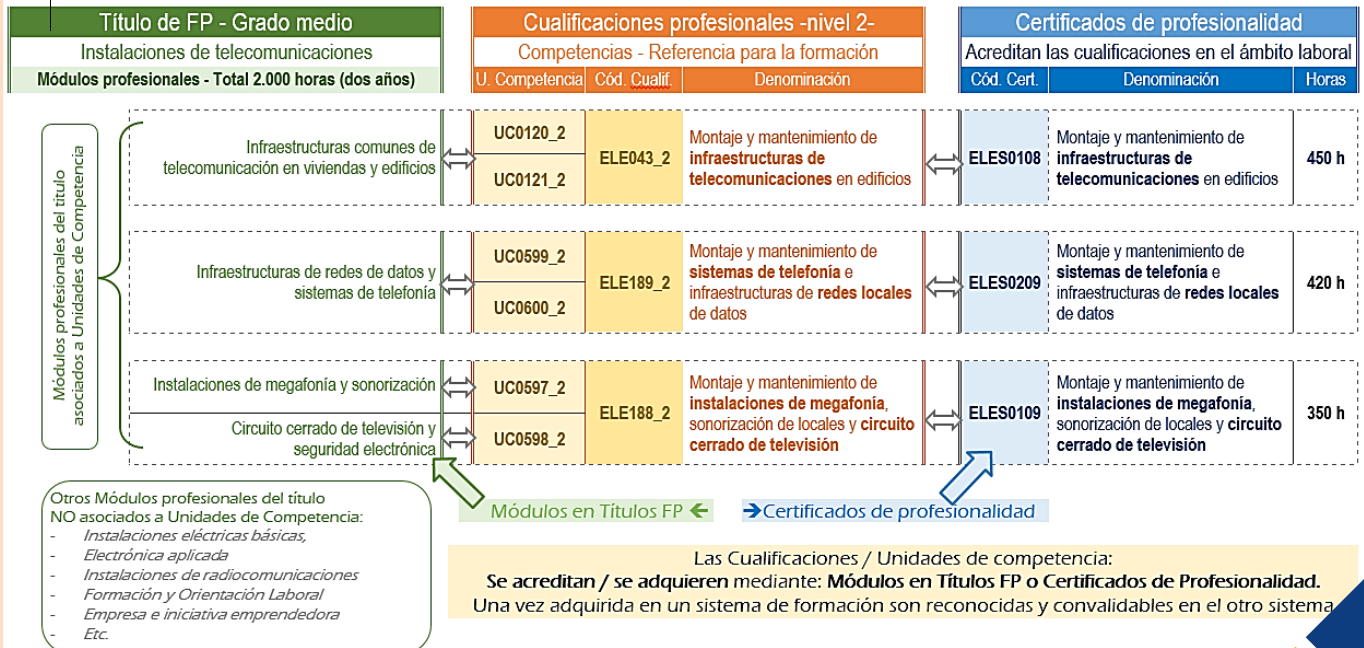 Título de FP - Grado medio
Instalaciones de telecomunicaciones
Módulos profesionales - Total 2.000 horas (dos años)
Cualificaciones profesionales -nivel 2-
Competencias - Referencia para la formación
U. Competencia Cód. Cualif. Denominación
Certificados de profesionalidad
Acreditan las cualificaciones en el ámbito laboral
Cód. Cert. Denominación Horas
Módulos profesionales del título
asociados a Unidades de Competencia
Infraestructuras comunes de
telecomunicación en viviendas y edificios
UC0120_2
UC0121_2
ELE043_2
Montaje y mantenimiento de
infraestructuras de
telecomunicaciones en edificios
ELES0108
Montaje y mantenimiento de
infraestructuras de
telecomunicaciones en edificios
450 h
Infraestructuras de redes de datos y
sistemas de telefonía
UC0599_2
UC0600_2
ELE189_2
Montaje y mantenimiento de
sistemas de telefonía e
infraestructuras de redes locales
de datos
ELES0209
Montaje y mantenimiento de
sistemas de telefonía e
infraestructuras de redes locales
de datos
420 h
Instalaciones de megafonía y sonorización
Circuito cerrado de televisión y
seguridad electrónica
UC0597_2
UC0598_2
ELE188_2
Montaje y mantenimiento de
instalaciones de megafonía,
sonorización de locales y circuito
cerrado de televisión
ELES0109
Montaje y mantenimiento de
instalaciones de megafonía,
sonorización de locales y circuito
cerrado de televisión
350 h
Otros Módulos profesionales del título
NO asociados a Unidades de Competencia:
- Instalaciones eléctricas básicas,
- Electrónica aplicada
- Instalaciones de radiocomunicaciones
- Formación y Orientación Laboral
- Empresa e iniciativa emprendedora
- Etc.
Módulos en Títulos FP ← →Certificados de profesionalidad
Las Cualificaciones / Unidades de competencia:
Se acreditan / se adquieren mediante: Módulos en Títulos FP o Certificados de Profesionalidad.
Una vez adquirida en un sistema de formación son reconocidas y convalidables en el otro sistema